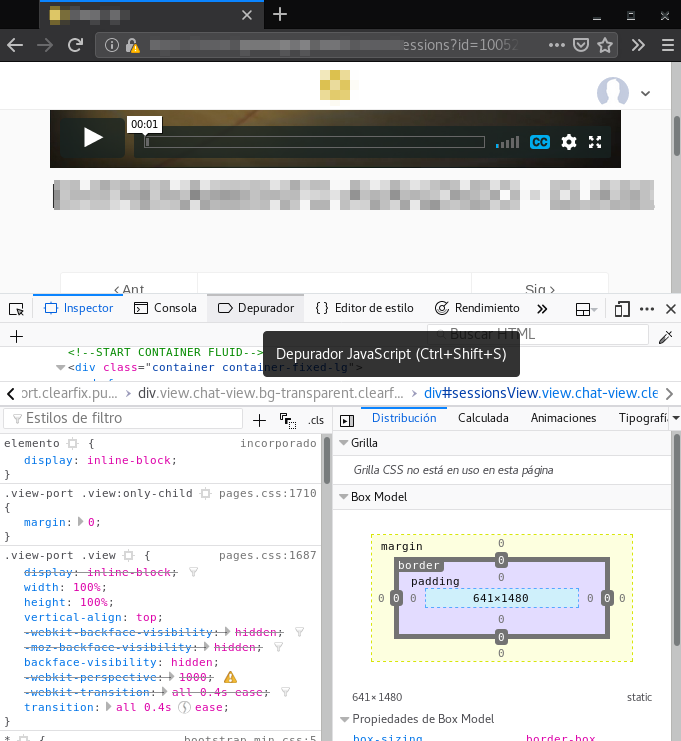 essions?id=10052
00:01
CC
Ant
Sig
Inspector Consola Depurador Editor de estilo Rendimiento
Buscar HTML
Depurador JavaScript (Ctrl+Shift+S)
<!--START CONTAINER FLUID-->
<div class="container container-fixed-lg">
ort.clearfix.pu... div.view.chat-view.bg-transparent.clearf... div#sessionsView.view.chat-view.cle
Estilos de filtro .cls
elemento { incorporado
display: inline-block;
}
.view-port .view:only-child pages.css:1710
{
margin: 0;
}
.view-port .view { pages.css:1687
display: inline-block;
width: 100%;
height: 100%;
vertical-align: top;
-webkit-backface-visibility: hidden;
-moz-backface-visibility: hidden;
backface-visibility: hidden;
-webkit-perspective: 1000;
-webkit-transition: all 0.4s ease;
transition: all 0.4s ease;
}
* { bootstrap.min.css:5
Distribución Calculada Animaciones Tipografí
Grilla
Grilla CSS no está en uso en esta página
Box Model
margin 0
border 0
padding 0
0 0 0 641×1480 0 0 0
0
0
0
641×1480 static
Propiedades de Box Model
box-sizing border-box